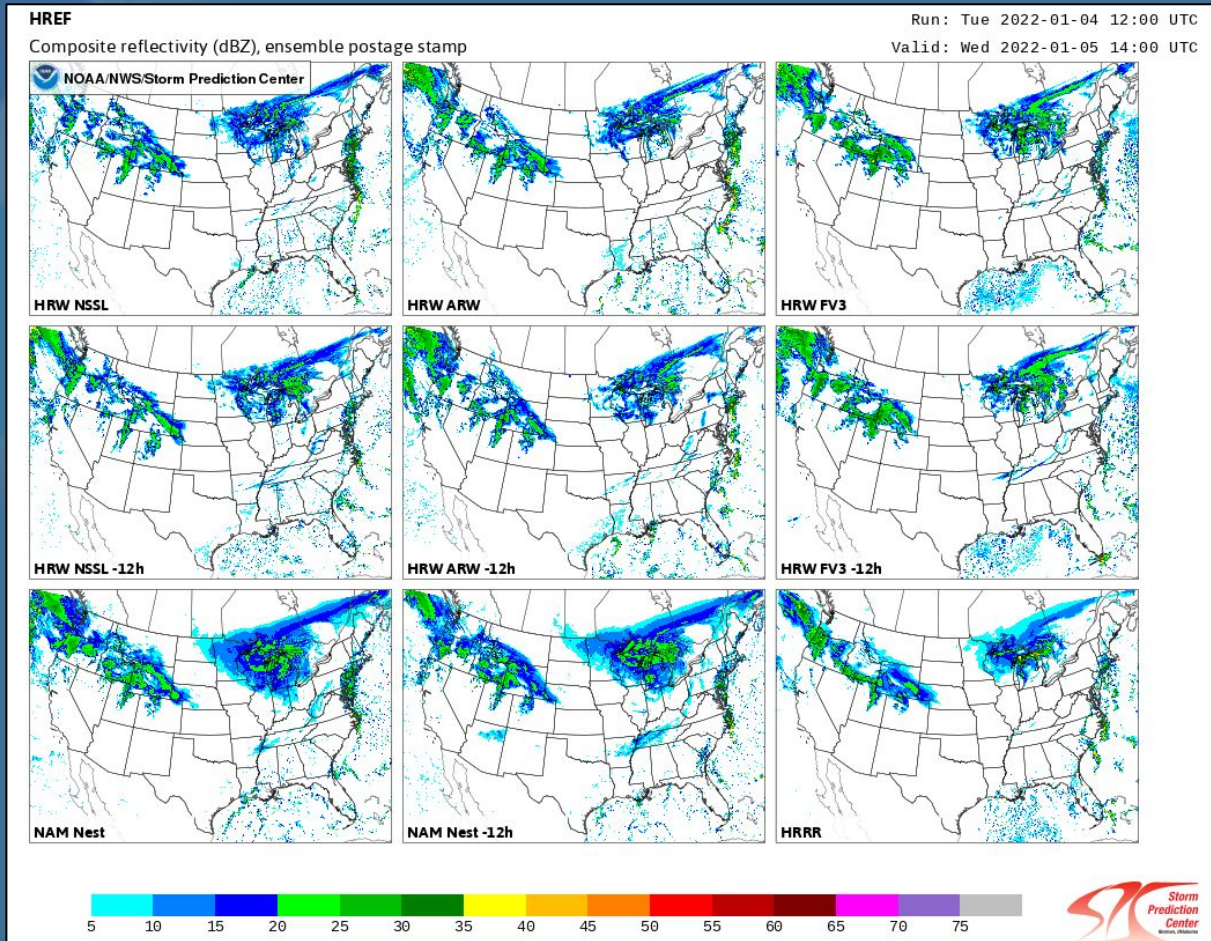 HREF
Run: Tue 2022-01-04 12:00 UTC
Composite reflectivity (dBZ), ensemble postage stamp
Valid: Wed 2022-01-05 14:00 UTC
NOAA/NWS/Storm Prediction Center
HRW NSSL
HRW ARW
HRW FV3
HRW NSSL -12h
HRW ARW -12h
HRW FV3 -12h
NAM Nest
NAM Nest -12h
HRRR
5 10 15 20 25 30 35 40 45 50 55 60 65 70 75
SPC
Storm
Prediction
Center
Norman, Oklahoma